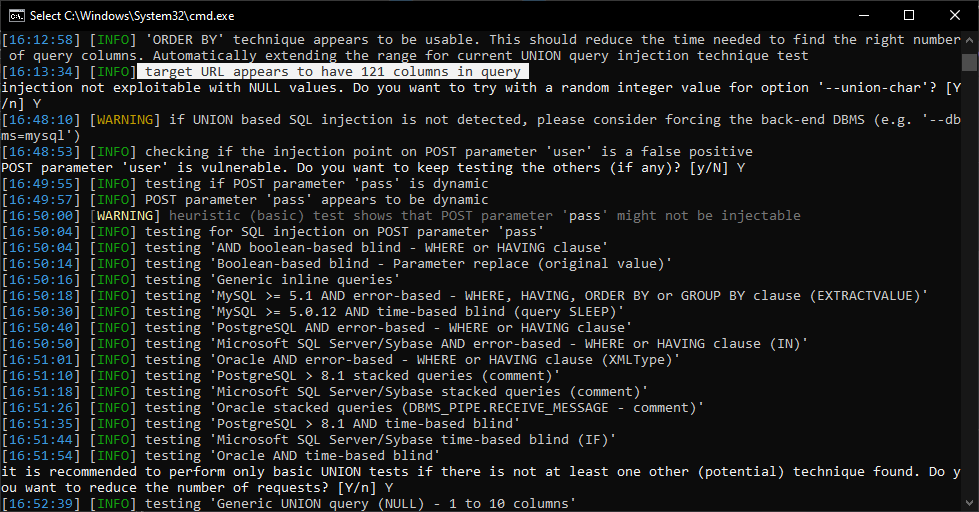 Select C:\Windows\System32\cmd.exe
[16:12:58] [INFO] 'ORDER BY' technique appears to be usable. This should reduce the time needed to find the right number
of query columns. Automatically extending the range for current UNION query injection technique test
[16:13:34] [INFO] target URL appears to have 121 columns in query
injection not exploitable with NULL values. Do you want to try with a random integer value for option '--union-char'? [Y
/n] Y
[16:48:10] [WARNING] if UNION based SQL injection is not detected, please consider forcing the back-end DBMS (e.g. '--db
ms=mysql')
[16:48:53] [INFO] checking if the injection point on POST parameter 'user' is a false positive
POST parameter 'user' is vulnerable. Do you want to keep testing the others (if any)? [y/N] Y
[16:49:55] [INFO] testing if POST parameter 'pass' is dynamic
[16:49:57] [INFO] POST parameter 'pass' appears to be dynamic
[16:50:00] [WARNING] heuristic (basic) test shows that POST parameter 'pass' might not be injectable
[16:50:04] [INFO] testing for SQL injection on POST parameter 'pass'
[16:50:04] [INFO] testing 'AND boolean-based blind - WHERE or HAVING clause'
[16:50:14] [INFO] testing 'Boolean-based blind - Parameter replace (original value)'
[16:50:16] [INFO] testing 'Generic inline queries'
[16:50:18] [INFO] testing 'MySQL >= 5.1 AND error-based - WHERE, HAVING, ORDER BY or GROUP BY clause (EXTRACTVALUE)'
[16:50:30] [INFO] testing 'MySQL >= 5.0.12 AND time-based blind (query SLEEP)'
[16:50:40] [INFO] testing 'PostgreSQL AND error-based - WHERE or HAVING clause'
[16:50:50] [INFO] testing 'Microsoft SQL Server/Sybase AND error-based - WHERE or HAVING clause (IN)'
[16:51:01] [INFO] testing 'Oracle AND error-based - WHERE or HAVING clause (XMLType)'
[16:51:10] [INFO] testing 'PostgreSQL > 8.1 stacked queries (comment)'
[16:51:18] [INFO] testing 'Microsoft SQL Server/Sybase stacked queries (comment)'
[16:51:26] [INFO] testing 'Oracle stacked queries (DBMS_PIPE.RECEIVE_MESSAGE - comment)'
[16:51:35] [INFO] testing 'PostgreSQL > 8.1 AND time-based blind'
[16:51:44] [INFO] testing 'Microsoft SQL Server/Sybase time-based blind (IF)'
[16:51:54] [INFO] testing 'Oracle AND time-based blind'
it is recommended to perform only basic UNION tests if there is not at least one other (potential) technique found. Do y
ou want to reduce the number of requests? [Y/n] Y
[16:52:39] [INFO] testing 'Generic UNION query (NULL) - 1 to 10 columns'